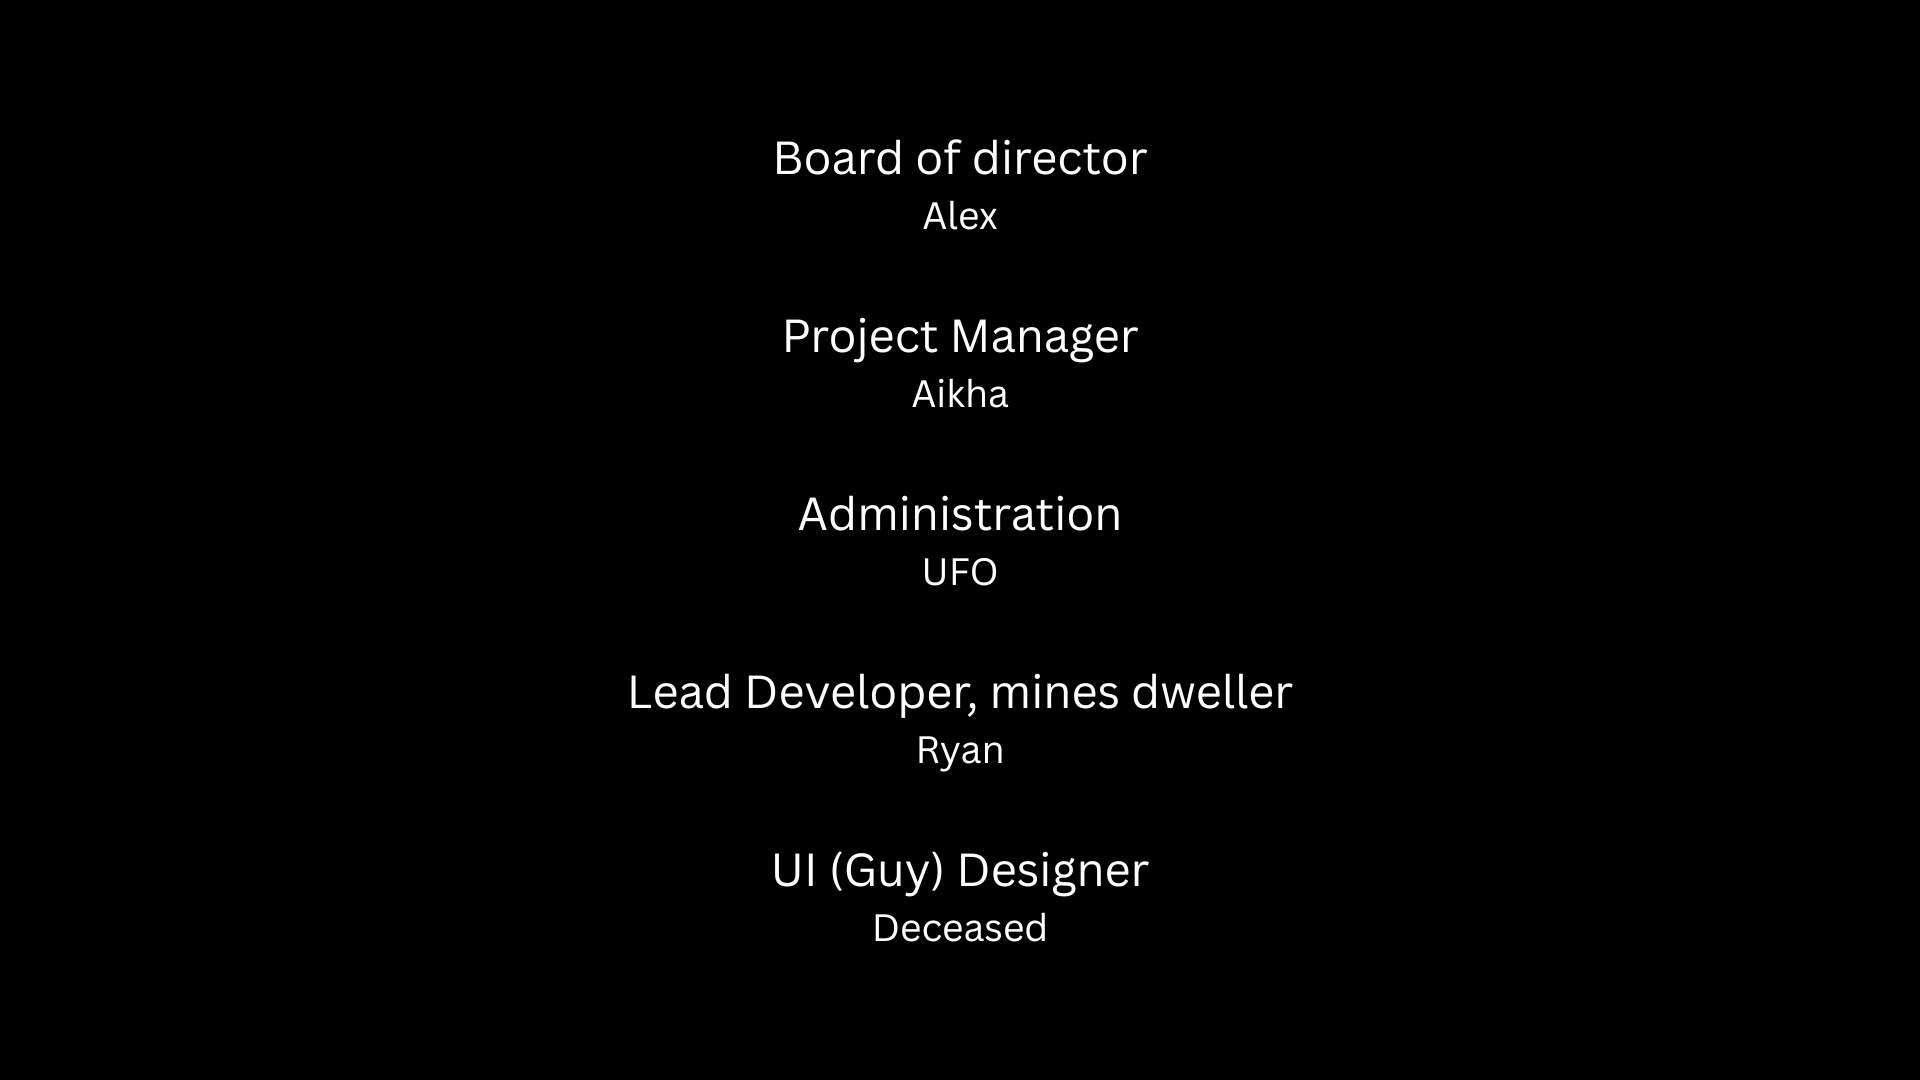 Board of director
Alex
Project Manager
Aikha
Administration
UFO
Lead Developer, mines dweller
Ryan
UI (Guy) Designer
Deceased